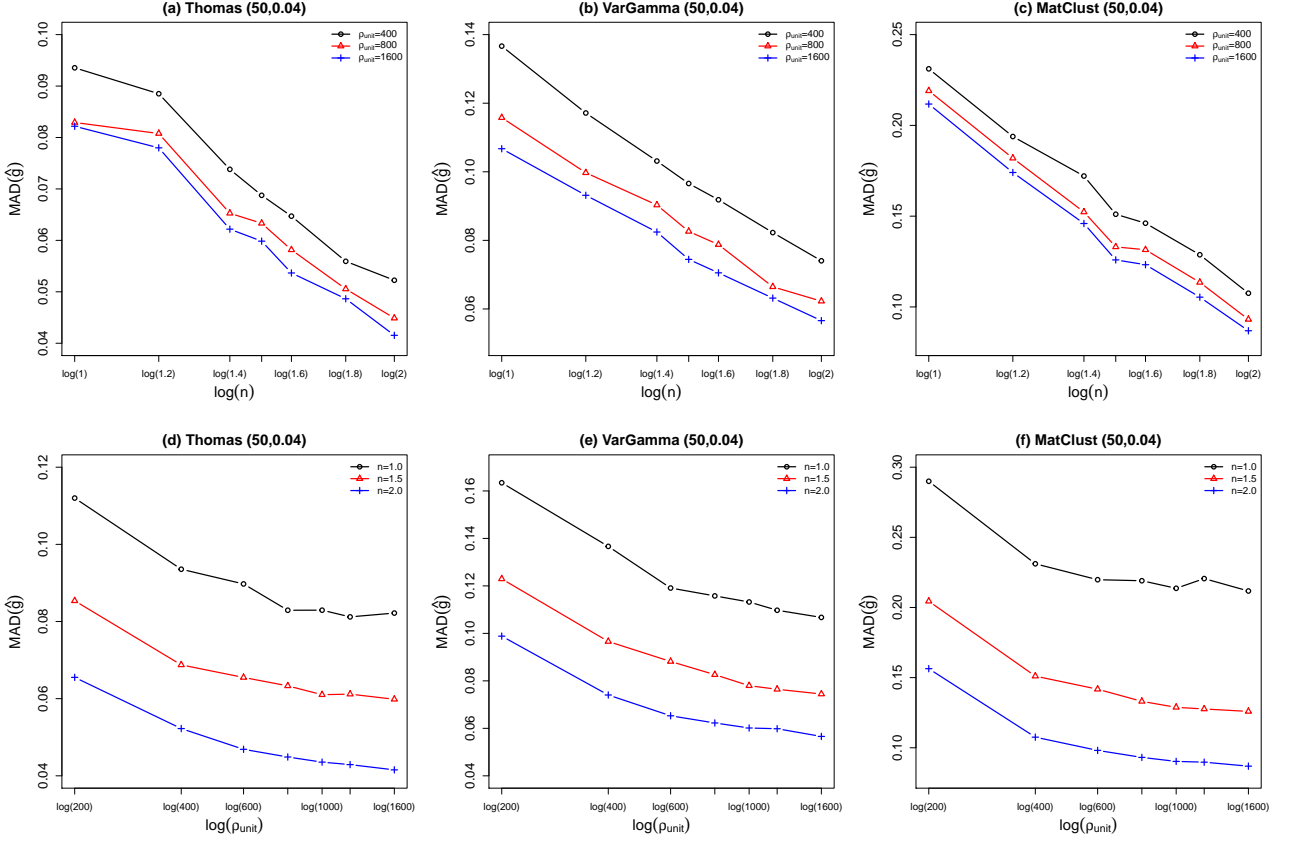 (a) Thomas (50,0.04)
MAD(ĝ)
0.10
0.09
0.08
0.07
0.06
0.05
0.04
ρunit=400
ρunit=800
ρunit=1600
log(1) log(1.2) log(1.4) log(1.6) log(1.8) log(2)
log(n)
(b) VarGamma (50,0.04)
MAD(ĝ)
0.14
0.12
0.10
0.08
0.06
ρunit=400
ρunit=800
ρunit=1600
log(1) log(1.2) log(1.4) log(1.6) log(1.8) log(2)
log(n)
(c) MatClust (50,0.04)
MAD(ĝ)
0.25
0.20
0.15
0.10
ρunit=400
ρunit=800
ρunit=1600
log(1) log(1.2) log(1.4) log(1.6) log(1.8) log(2)
log(n)
(d) Thomas (50,0.04)
MAD(ĝ)
0.12
0.10
0.08
0.06
0.04
n=1.0
n=1.5
n=2.0
log(200) log(400) log(600) log(1000) log(1600)
log(ρunit)
(e) VarGamma (50,0.04)
MAD(ĝ)
0.16
0.14
0.12
0.10
0.08
0.06
0.04
n=1.0
n=1.5
n=2.0
log(200) log(400) log(600) log(1000) log(1600)
log(ρunit)
(f) MatClust (50,0.04)
MAD(ĝ)
0.30
0.25
0.20
0.15
0.10
n=1.0
n=1.5
n=2.0
log(200) log(400) log(600) log(1000) log(1600)
log(ρunit)